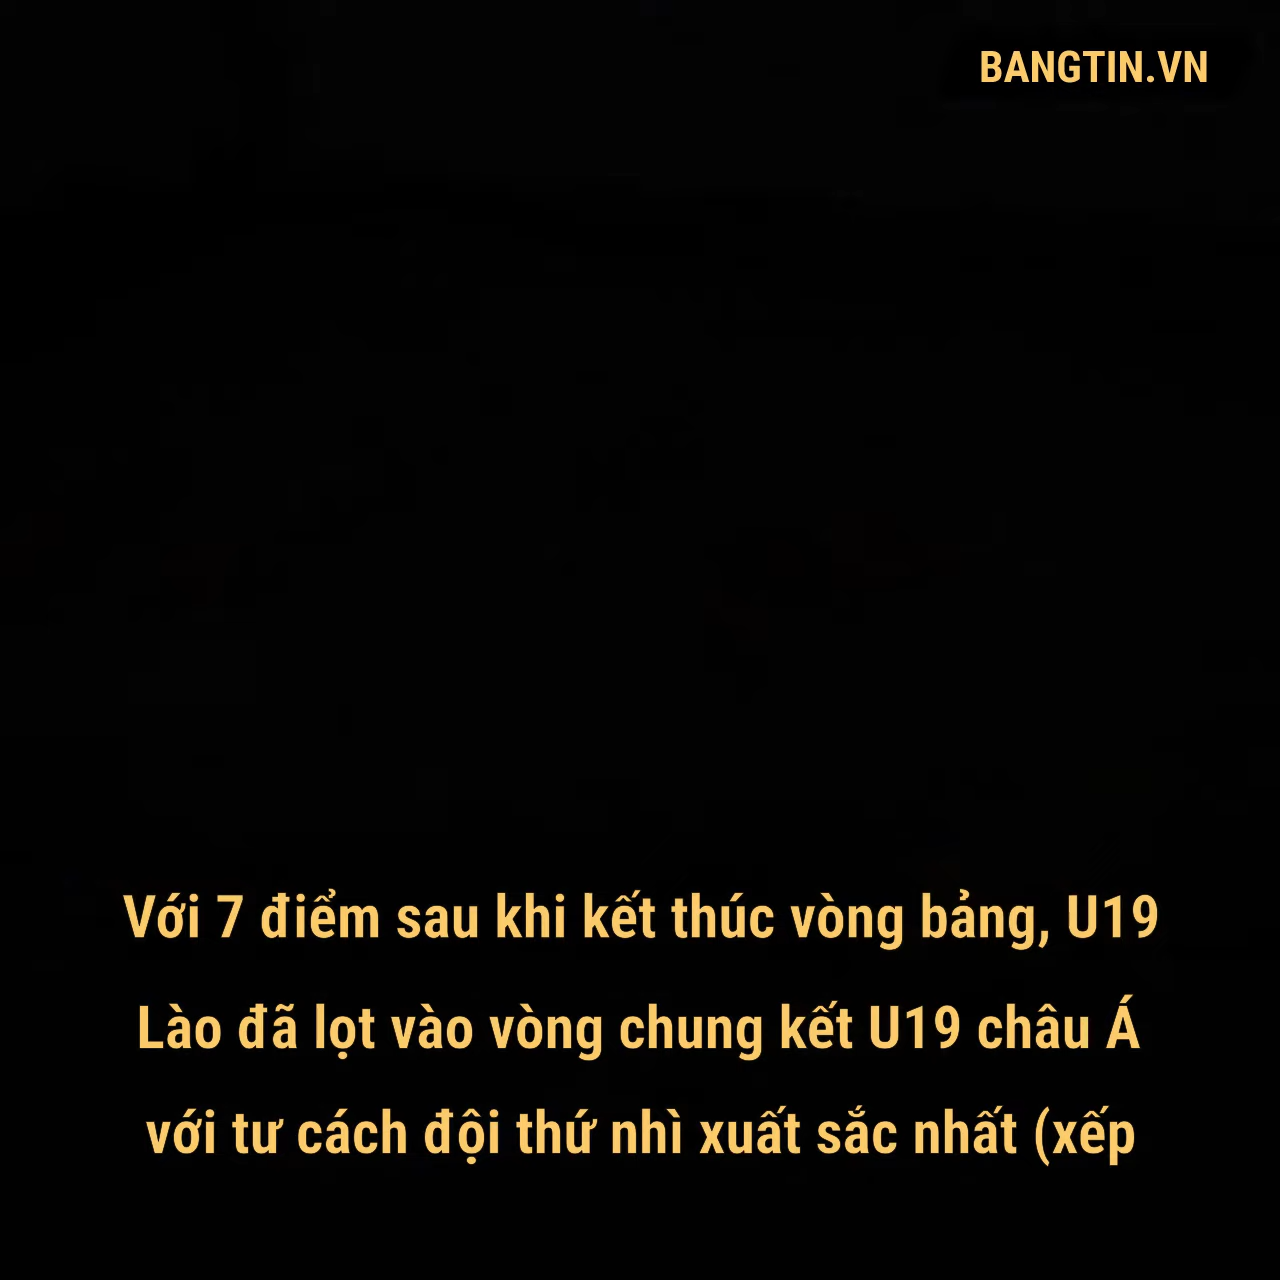 BANGTIN.VN
Với 7 điểm sau khi kết thúc vòng bảng, U19
Lào đã lọt vào vòng chung kết U19 châu Á
với tư cách đội thứ nhì xuất sắc nhất (xếp